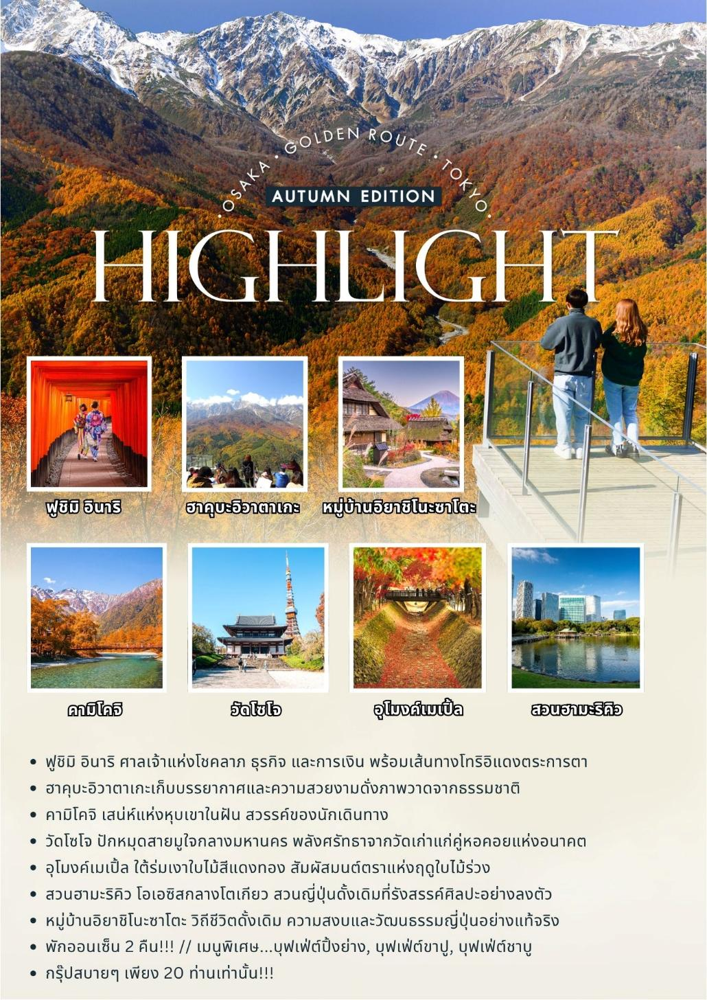 OSAKA • GOLDEN ROUTE • TOKYO
AUTUMN EDITION
HIGHLIGHT
ฟูชิมิ อินาริ
ฮาคุบะอิวาตาเกะ
หมู่บ้านอิยาชิโนะซาโตะ
คามิโคจิ
วัดโซโจ
อุโมงค์เมเปิ้ล
สวนฮามะริคิว
• ฟูชิมิ อินาริ ศาลเจ้าแห่งโชคลาภ ธุรกิจ และการเงิน พร้อมเส้นทางโทริอิแดงตระการตา
• ฮาคุบะอิวาตาเกะเก็บบรรยากาศและความสวยงามดั่งภาพวาดจากธรรมชาติ
• คามิโคจิ เสน่ห์แห่งหุบเขาในฝัน สวรรค์ของนักเดินทาง
• วัดโซโจ ปักหมุดสายมูใจกลางมหานคร พลังศรัทธาจากวัดเก่าแก่คู่หอคอยแห่งอนาคต
• อุโมงค์เมเปิ้ล ใต้ร่มเงาใบไม้สีแดงทอง สัมผัสมนต์ตราแห่งฤดูใบไม้ร่วง
• สวนฮามะริคิว โอเอซิสกลางโตเกียว สวนญี่ปุ่นดั้งเดิมที่รังสรรค์ศิลปะอย่างลงตัว
• หมู่บ้านอิยาชิโนะซาโตะ วิถีชีวิตดั้งเดิม ความสงบและวัฒนธรรมญี่ปุ่นอย่างแท้จริง
• พักออนเซ็น 2 คืน!!! // เมนูพิเศษ...บุฟเฟ่ต์ปิ้งย่าง, บุฟเฟ่ต์ขาปู, บุฟเฟ่ต์ชาบู
• กรุ๊ปสบายๆ เพียง 20 ท่านเท่านั้น!!!